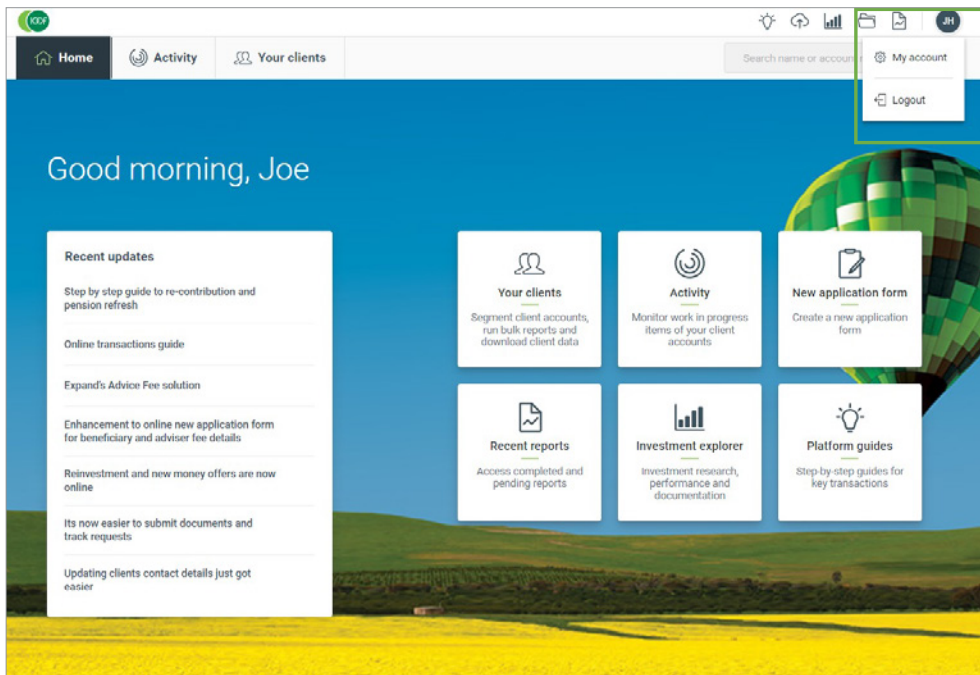 IOOF
JH
Home
Activity
Your clients
Search name or account
My account
Logout
Good morning, Joe
Recent updates
Step by step guide to re-contribution and
pension refresh
Online transactions guide
Expand's Advice Fee solution
Enhancement to online new application form
for beneficiary and adviser fee details
Reinvestment and new money offers are now
online
Its now easier to submit documents and
track requests
Updating clients contact details just got
easier
Your clients
Segment client accounts,
run bulk reports and
download client data
Activity
Monitor work in progress
items of your client
accounts
New application form
Create a new application
form
Recent reports
Access completed and
pending reports
Investment explorer
Investment research,
performance and
documentation
Platform guides
Step-by-step guides for
key transactions